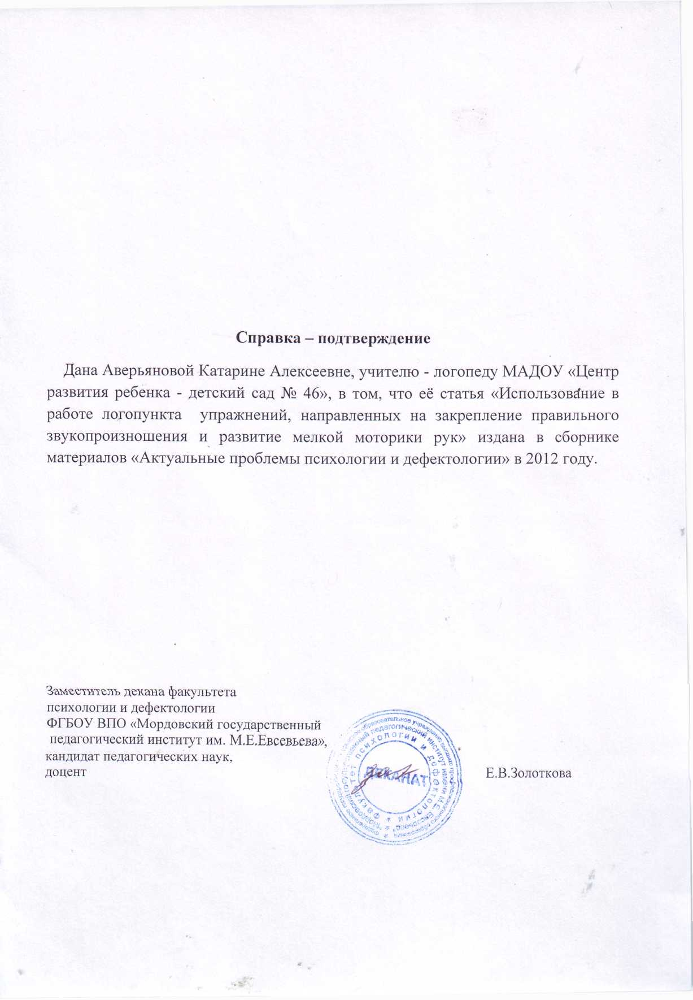 Справка – подтверждение
Дана Аверьяновой Катарине Алексеевне, учителю - логопеду МАДОУ «Центр
развития ребенка - детский сад № 46», в том, что её статья «Использование в
работе логопункта упражнений, направленных на закрепление правильного
звукопроизношения и развитие мелкой моторики рук» издана в сборнике
материалов «Актуальные проблемы психологии и дефектологии» в 2012 году.
Заместитель декана факультета
психологии и дефектологии
ФГБОУ ВПО «Мордовский государственный
педагогический институт им. М.Е.Евсевьева»,
кандидат педагогических наук,
доцент
Е.В.Золоткова
факультет психологии и дефектологии
ДЕКАНАТ